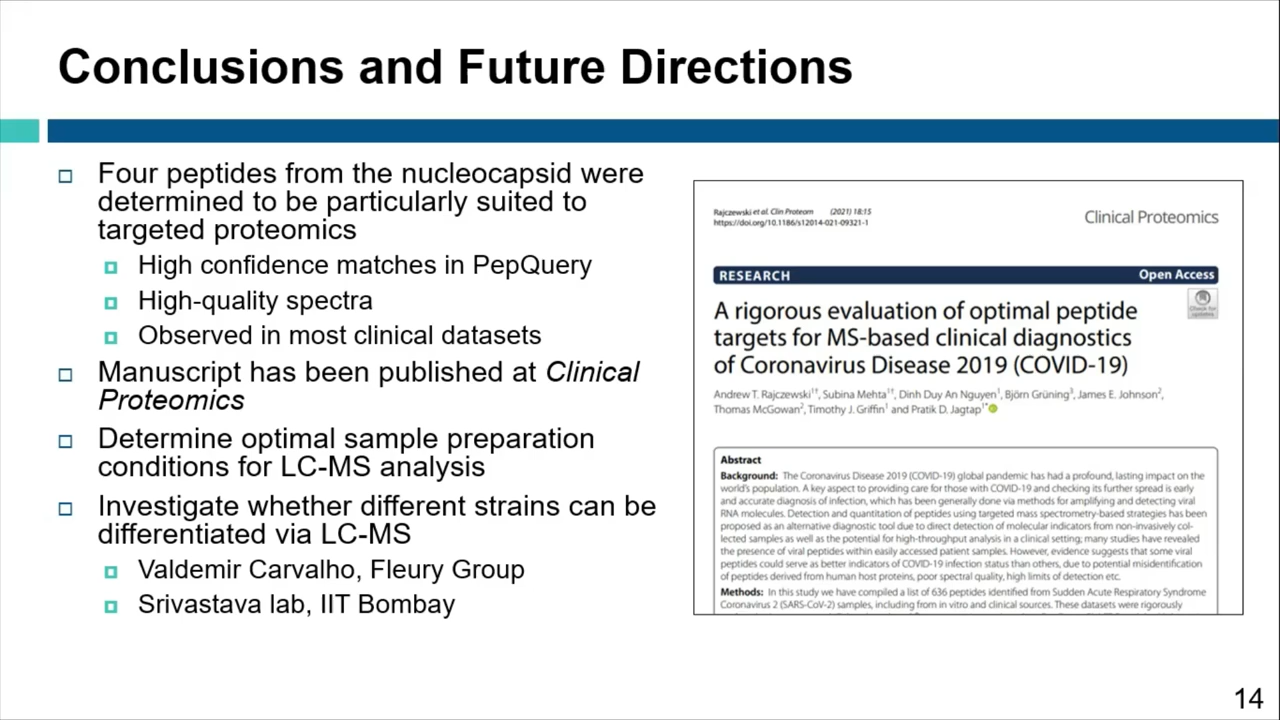 Conclusions and Future Directions
Four peptides from the nucleocapsid were
determined to be particularly suited to
targeted proteomics
High confidence matches in PepQuery
High-quality spectra
Observed in most clinical datasets
Manuscript has been published at Clinical
Proteomics
Determine optimal sample preparation
conditions for LC-MS analysis
Investigate whether different strains can be
differentiated via LC-MS
Valdemir Carvalho, Fleury Group
Srivastava lab, IIT Bombay
Rajczewski et al. Clin Proteom (2021) 18:15
https://doi.org/10.1186/s12014-021-09321-1
Clinical Proteomics
RESEARCH Open Access
Check for
updates
A rigorous evaluation of optimal peptide
targets for MS-based clinical diagnostics
of Coronavirus Disease 2019 (COVID-19)
Andrew T. Rajczewski1†, Subina Mehta1†, Dinh Duy An Nguyen1, Björn Grüning3, James E. Johnson2,
Thomas McGowan2, Timothy J. Griffin1 and Pratik D. Jagtap1*
Abstract
Background: The Coronavirus Disease 2019 (COVID-19) global pandemic has had a profound, lasting impact on the
world's population. A key aspect to providing care for those with COVID-19 and checking its further spread is early
and accurate diagnosis of infection, which has been generally done via methods for amplifying and detecting viral
RNA molecules. Detection and quantitation of peptides using targeted mass spectrometry-based strategies has been
proposed as an alternative diagnostic tool due to direct detection of molecular indicators from non-invasively col-
lected samples as well as the potential for high-throughput analysis in a clinical setting; many studies have revealed
the presence of viral peptides within easily accessed patient samples. However, evidence suggests that some viral
peptides could serve as better indicators of COVID-19 infection status than others, due to potential misidentification
of peptides derived from human host proteins, poor spectral quality, high limits of detection etc.
Methods: In this study we have compiled a list of 636 peptides identified from Sudden Acute Respiratory Syndrome
Coronavirus 2 (SARS-CoV-2) samples, including from in vitro and clinical sources. These datasets were rigorously
14